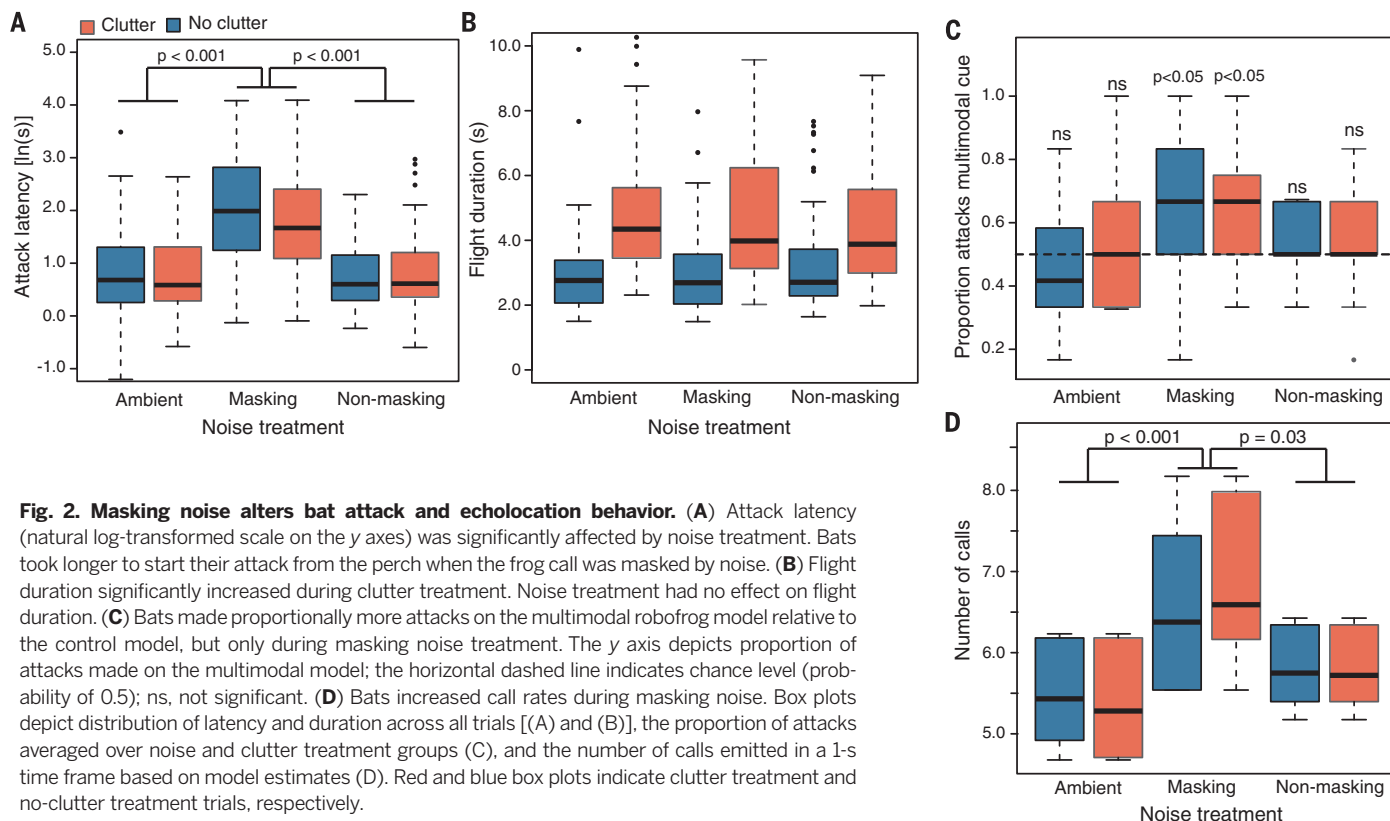 A
Clutter No clutter
5.0
4.0
3.0
2.0
1.0
0.0
-1.0
Attack latency [ln(s)]
p < 0.001 p < 0.001
Ambient Masking Non-masking
Noise treatment
B
10.0
8.0
6.0
4.0
2.0
0
Flight duration (s)
Ambient Masking Non-masking
Noise treatment
C
1.0
0.8
0.6
0.4
0.2
Proportion attacks multimodal cue
ns ns p<0.05 p<0.05 ns ns
Ambient Masking Non-masking
D
8.0
7.0
6.0
5.0
Number of calls
p < 0.001 p = 0.03
Ambient Masking Non-masking
Noise treatment
Fig. 2. Masking noise alters bat attack and echolocation behavior. (A) Attack latency
(natural log-transformed scale on the y axes) was significantly affected by noise treatment. Bats
took longer to start their attack from the perch when the frog call was masked by noise. (B) Flight
duration significantly increased during clutter treatment. Noise treatment had no effect on flight
duration. (C) Bats made proportionally more attacks on the multimodal robofrog model relative to
the control model, but only during masking noise treatment. The y axis depicts proportion of
attacks made on the multimodal model; the horizontal dashed line indicates chance level (prob-
ability of 0.5); ns, not significant. (D) Bats increased call rates during masking noise. Box plots
depict distribution of latency and duration across all trials [(A) and (B)], the proportion of attacks
averaged over noise and clutter treatment groups (C), and the number of calls emitted in a 1-s
time frame based on model estimates (D). Red and blue box plots indicate clutter treatment and
no-clutter treatment trials, respectively.